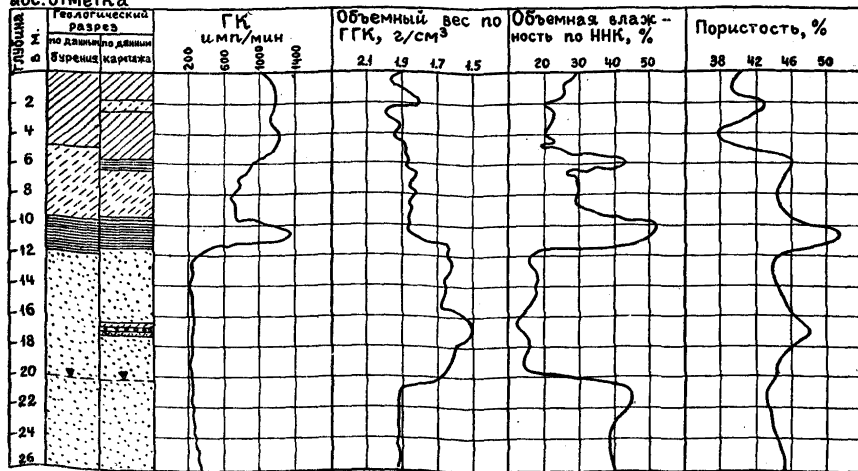 абс.отметка
Глубина в м.
Геологический разрез
по данным бурения
по данным каротажа
ГК
имп/мин
200 600 1000 1400
Объемный вес по ГГК, г/см³
2.1 1.9 1.7 1.5
Объемная влаж-
ность по ННК, %
20 30 40 50
Пористость, %
38 42 46 50
2
4
6
8
10
12
14
16
18
20
22
24
26